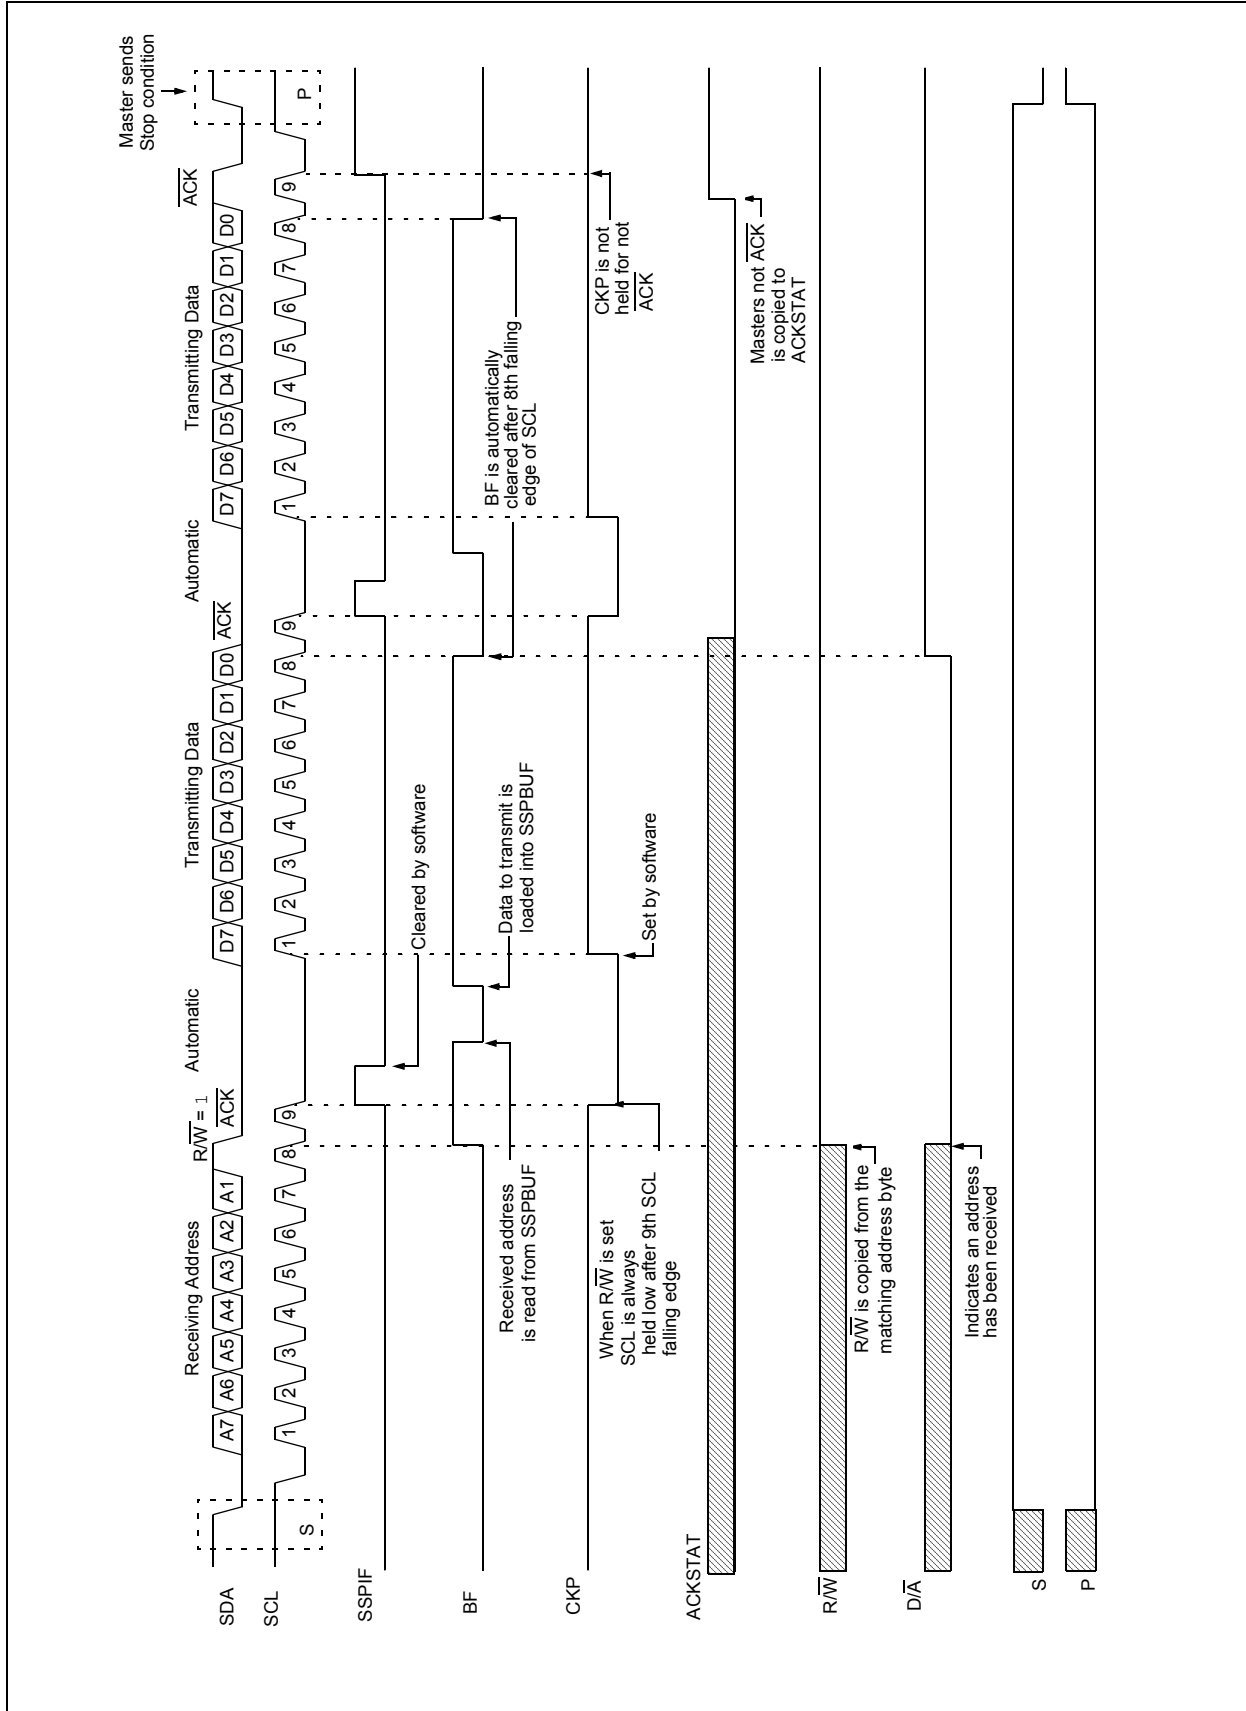 Master sends
Stop condition
Receiving Address
R/W = 1
ACK
Automatic
Transmitting Data
ACK
Automatic
Transmitting Data
ACK
SDA
A7 A6 A5 A4 A3 A2 A1
D7 D6 D5 D4 D3 D2 D1 D0
D7 D6 D5 D4 D3 D2 D1 D0
SCL
S
1 2 3 4 5 6 7 8 9
1 2 3 4 5 6 7 8 9
1 2 3 4 5 6 7 8 9
P
SSPIF
Cleared by software
BF
Received address
is read from SSPBUF
Data to transmit is
loaded into SSPBUF
BF is automatically
cleared after 8th falling
edge of SCL
CKP
When R/W is set
SCL is always
held low after 9th SCL
falling edge
Set by software
CKP is not
held for not
ACK
ACKSTAT
Masters not ACK
is copied to
ACKSTAT
R/W
R/W is copied from the
matching address byte
D/A
Indicates an address
has been received
S
P